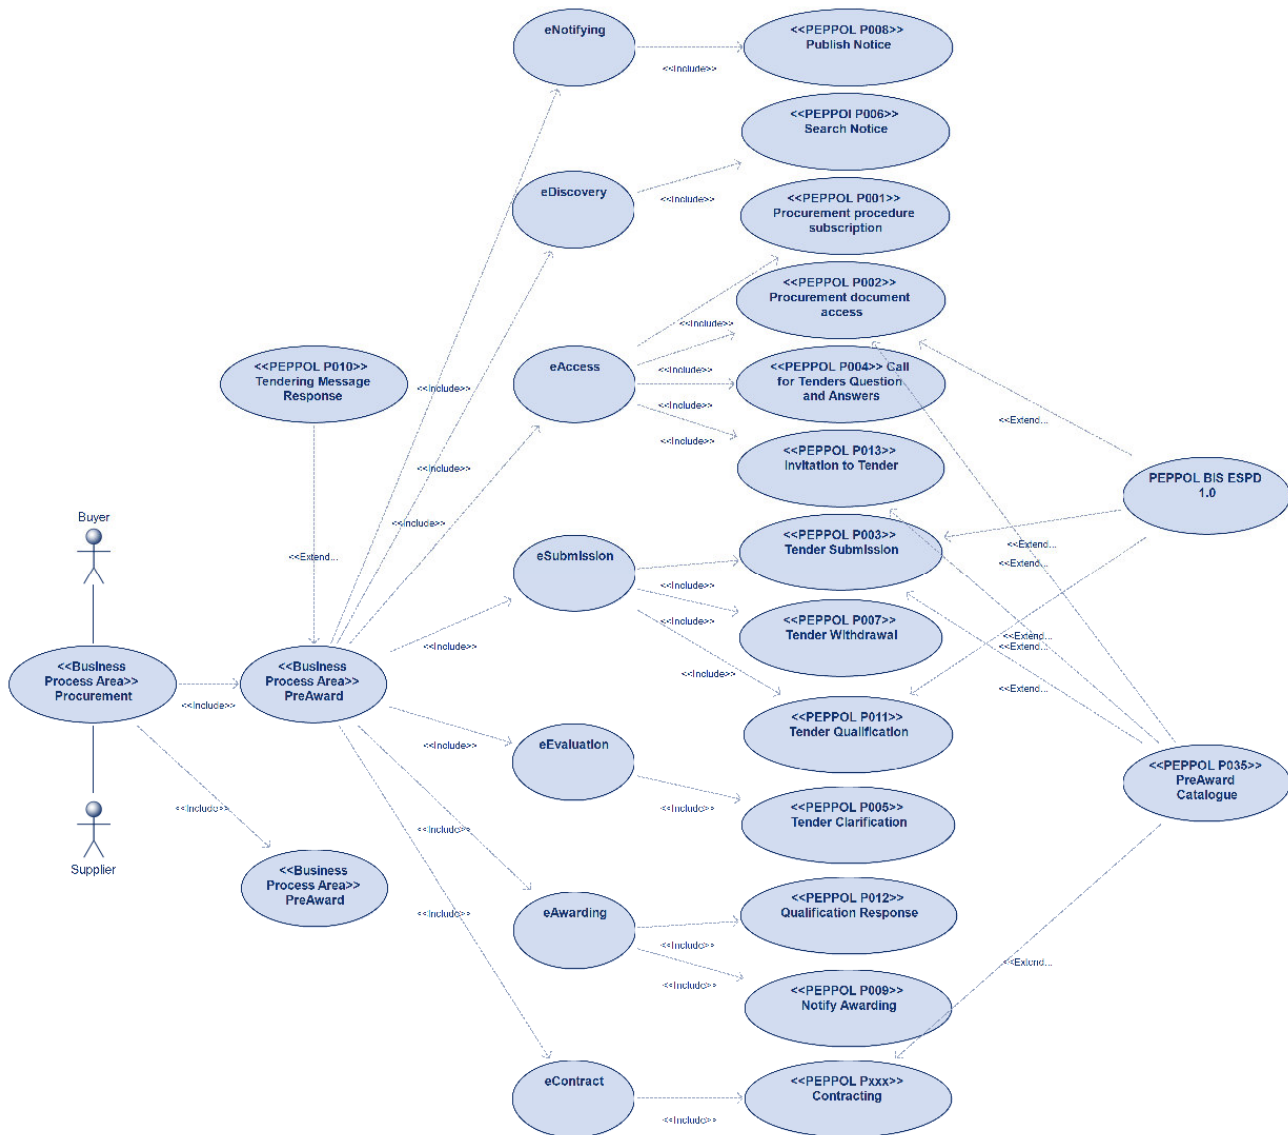 eNotifying
<<PEPPOL P008>>
Publish Notice
<<Include>>
<<PEPPOl P006>>
Search Notice
eDiscovery
<<Include>>
<<PEPPOL P001>>
Procurement procedure
subscription
<<PEPPOL P002>>
Procurement document
access
<<Include>>
<<PEPPOL P010>>
Tendering Message
Response
<<Include>>
eAccess
<<PEPPOL P004>> Call
for Tenders Question
and Answers
<<Include>>
<<Include>>
<<Extend...
<<Include>>
<<Include>>
<<PEPPOL P013>>
Invitation to Tender
PEPPOL BIS ESPD
1.0
Buyer
<<Include>>
<<Extend...
eSubmission
<<PEPPOL P003>>
Tender Submission
<<Extend...
<<Extend...
<<Extend...
<<Include>>
<<Include>>
<<PEPPOL P007>>
Tender Withdrawal
<<Include>>
<<Extend...
<<Extend...
<<Business
Process Area>>
Procurement
<<Include>>
<<Business
Process Area>>
PreAward
<<Include>>
<<Extend...
<<PEPPOL P011>>
Tender Qualification
<<Include>>
eEvaluation
<<PEPPOL P035>>
PreAward
Catalogue
<<Include>>
<<Include>>
<<PEPPOL P005>>
Tender Clarification
<<Include>>
Supplier
<<Business
Process Area>>
PreAward
<<Include>>
eAwarding
<<PEPPOL P012>>
Qualification Response
<<Include>>
<<Include>>
<<PEPPOL P009>>
Notify Awarding
<<Extend...
eContract
<<PEPPOL Pxxx>>
Contracting
<<Include>>